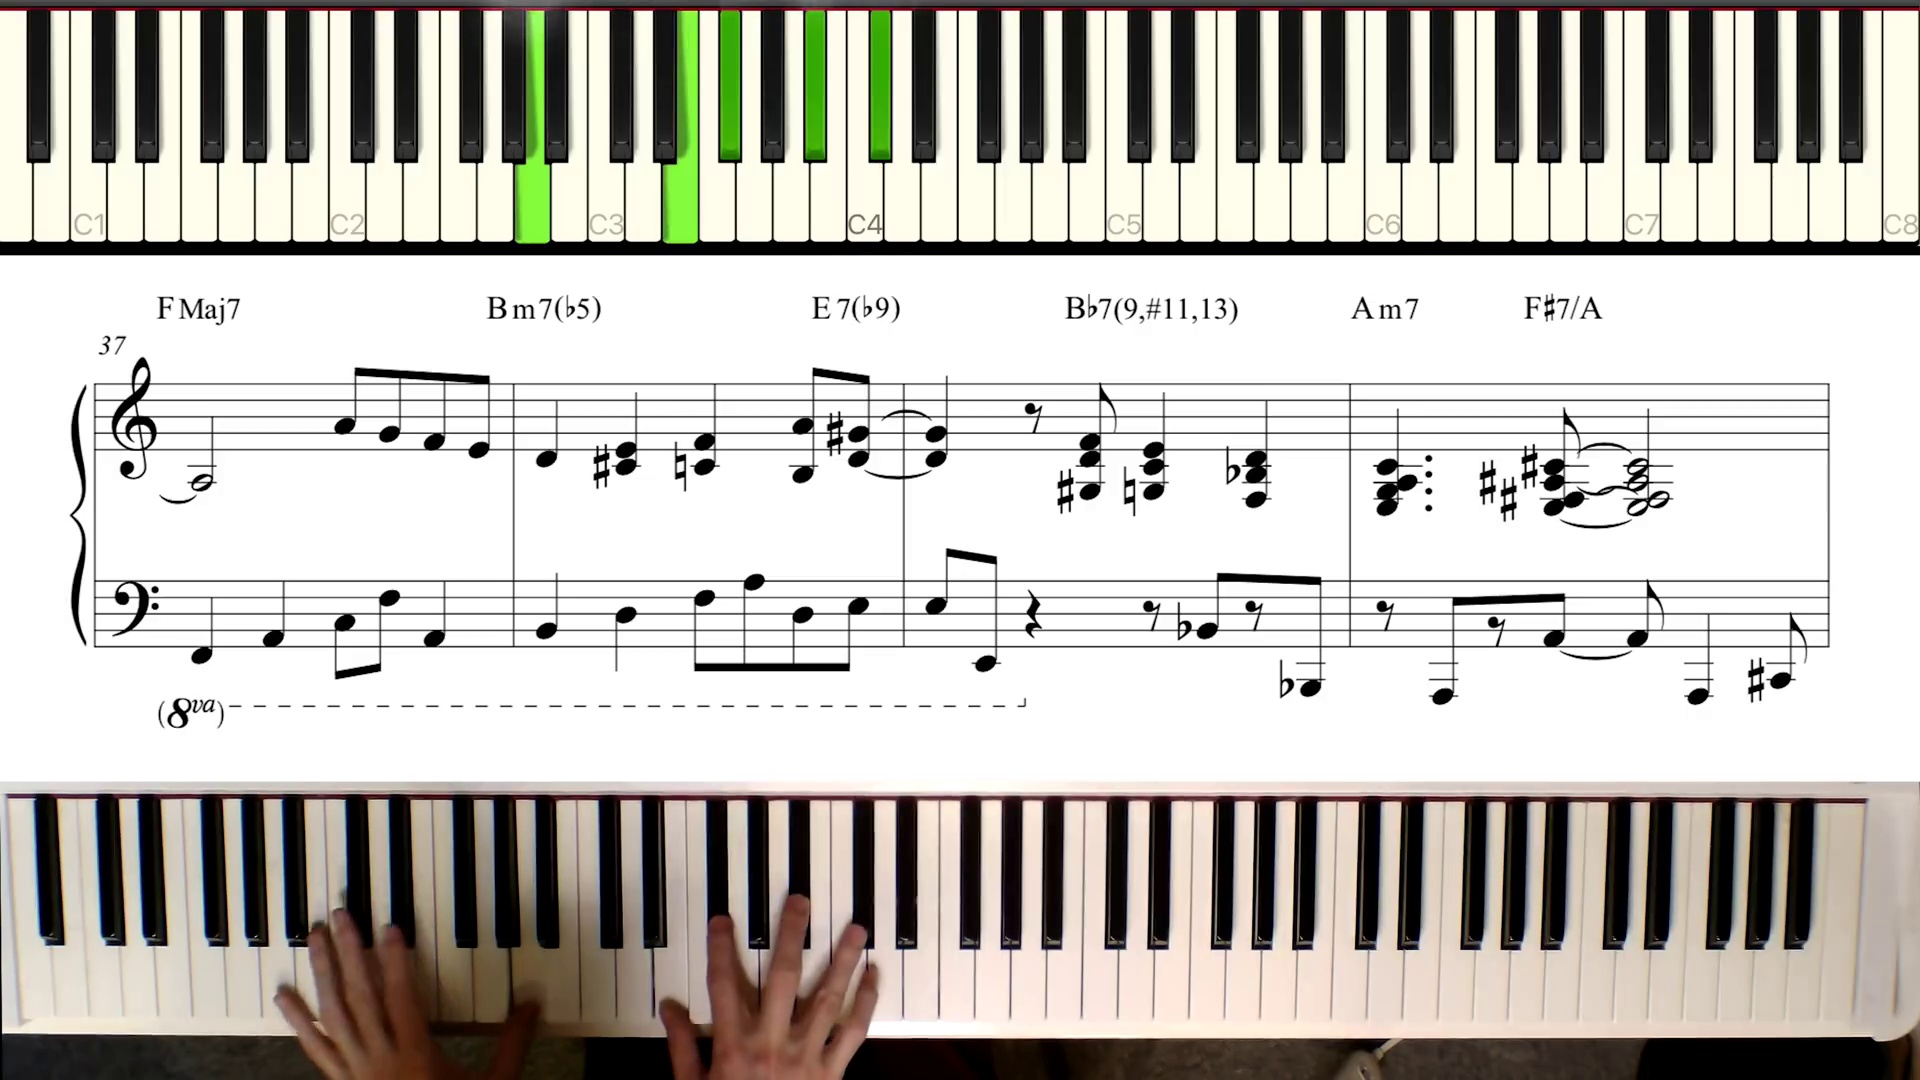 C1 C2 C3 C4 C5 C6 C7 C8
F Maj7 B m7(♭5) E 7(♭9) B♭7(9,#11,13) A m7 F♯7/A
37
(8va)